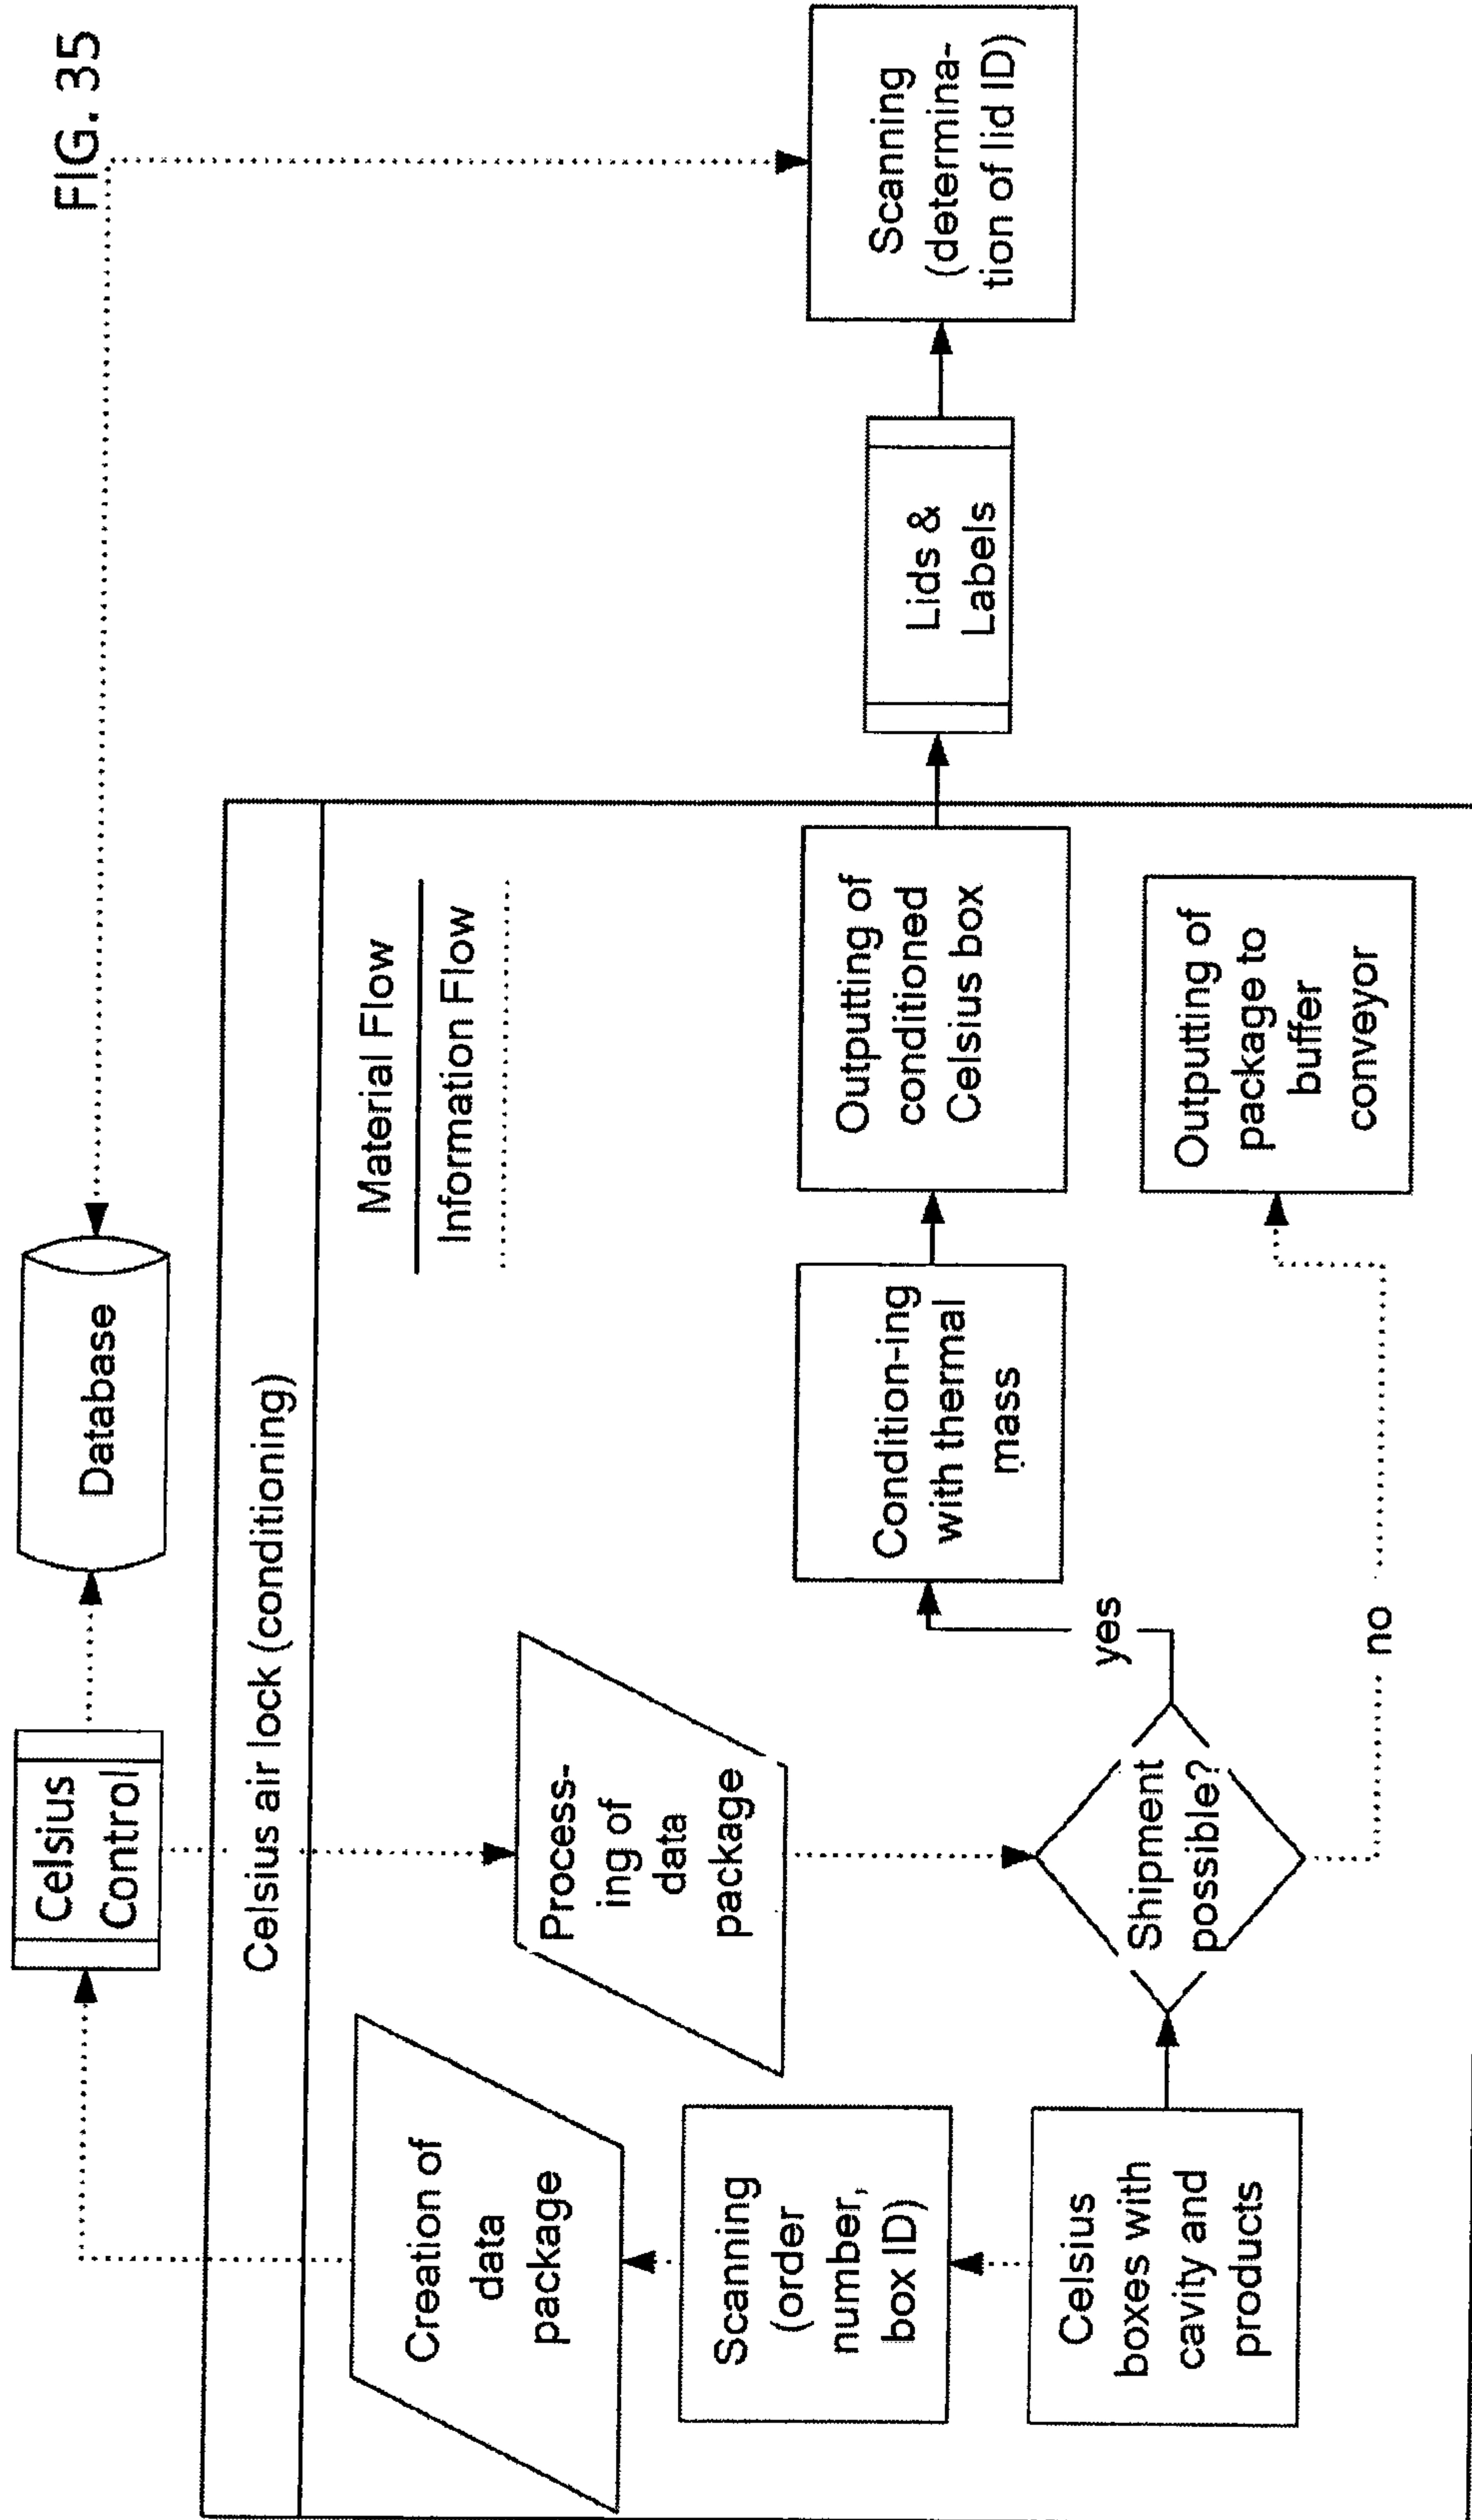 FIG. 35
Celsius
Control
Database
Celsius air lock (conditioning)
Material Flow
Information Flow
Creation of
data
package
Process-
ing of
data
package
Scanning
(order
number,
box ID)
Celsius
boxes with
cavity and
products
Shipment
possible?
yes
no
Condition-ing
with thermal
mass
Outputting of
conditioned
Celsius box
Outputting of
package to
buffer
conveyor
Lids &
Labels
Scanning
(determina-
tion of lid ID)